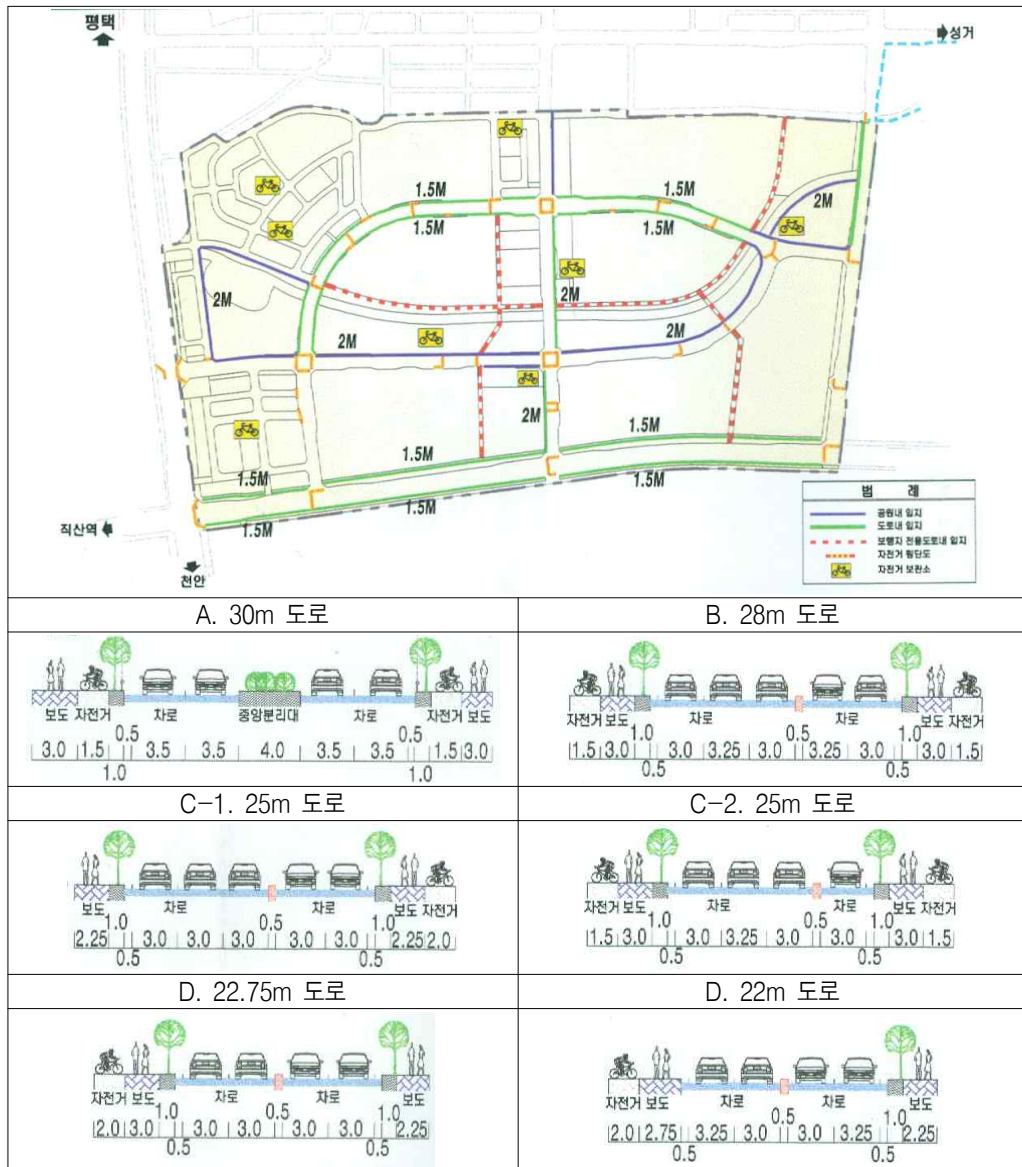 평택
성거
1.5M
1.5M
1.5M
1.5M
2M
2M
2M
2M
2M
2M
1.5M
1.5M
1.5M
1.5M
1.5M
1.5M
직산역
천안
범 례
공원내 입지
도로내 입지
보행자 전용도로내 입지
자전거 횡단도
자전거 보관소
A. 30m 도로
B. 28m 도로
보도 자전거 차로 중앙분리대 차로 자전거 보도
0.5 0.5
3.0 1.5 3.5 3.5 4.0 3.5 3.5 1.5 3.0
1.0 1.0
자전거 보도 차로 차로 보도 자전거
1.0 0.5 1.0
1.5 3.0 3.0 3.25 3.0 3.25 3.0 3.0 1.5
0.5 0.5
C-1. 25m 도로
C-2. 25m 도로
보도 차로 차로 보도 자전거
1.0 0.5 1.0
2.25 3.0 3.0 3.0 3.0 3.0 2.25 2.0
0.5 0.5
자전거 보도 차로 차로 보도 자전거
1.0 0.5 1.0
1.5 3.0 3.0 3.25 3.0 3.0 3.0 1.5
0.5 0.5
D. 22.75m 도로
D. 22m 도로
자전거 보도 차로 차로 보도
1.0 0.5 1.0
2.0 3.0 3.0 3.0 3.0 3.0 2.25
0.5 0.5
자전거 보도 차로 차로 보도
0.5 1.0
2.0 2.75 3.25 3.0 3.0 3.25 2.25
0.5 0.5